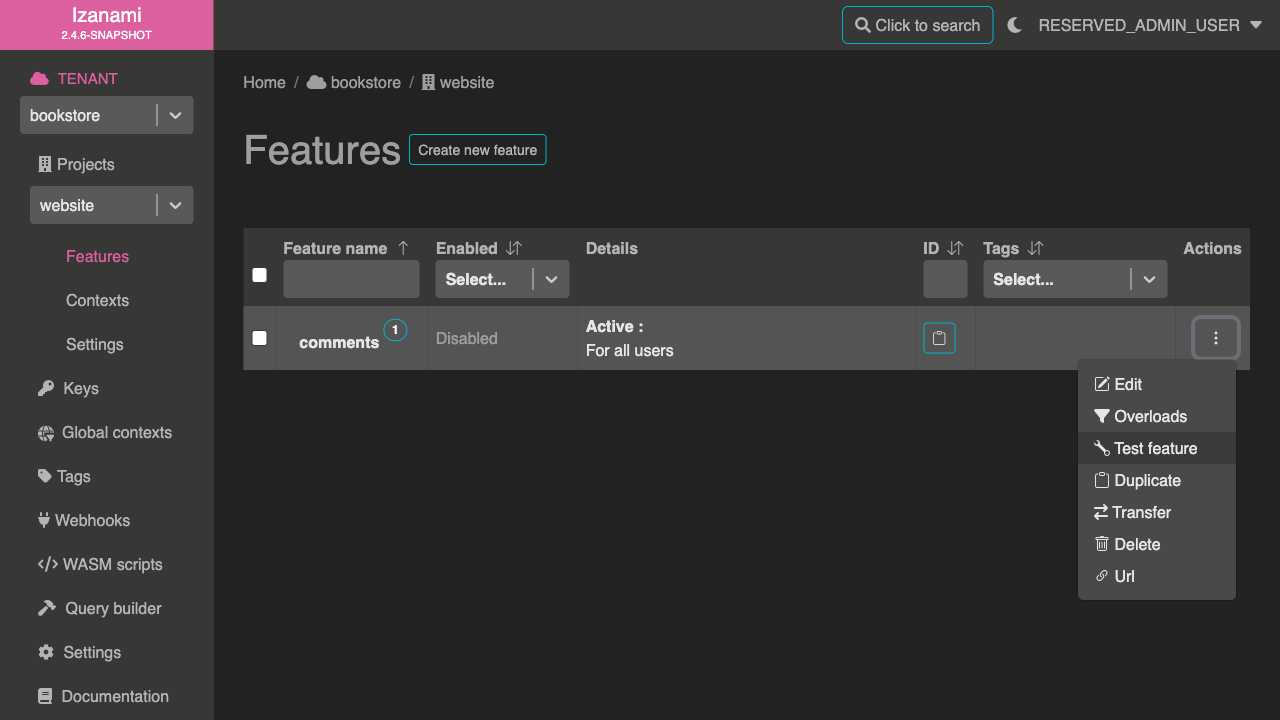 Izanami
2.4.6-SNAPSHOT
Click to search
RESERVED_ADMIN_USER
TENANT
bookstore
Projects
website
Features
Contexts
Settings
Keys
Global contexts
Tags
Webhooks
WASM scripts
Query builder
Settings
Documentation
Home / bookstore / website
Features
Create new feature
Feature name Enabled Details ID Tags Actions
Select... Select...
comments 1 Disabled Active :
For all users
Edit
Overloads
Test feature
Duplicate
Transfer
Delete
Url